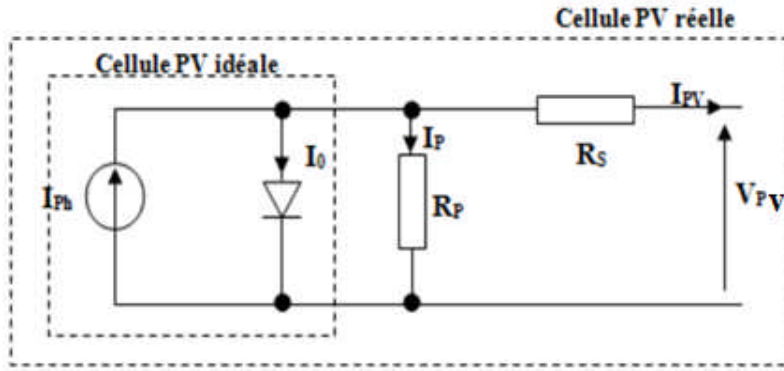 Cellule PV réelle
Cellule PV idéale
IPh
I0
IP
RP
RS
IPV
VPV